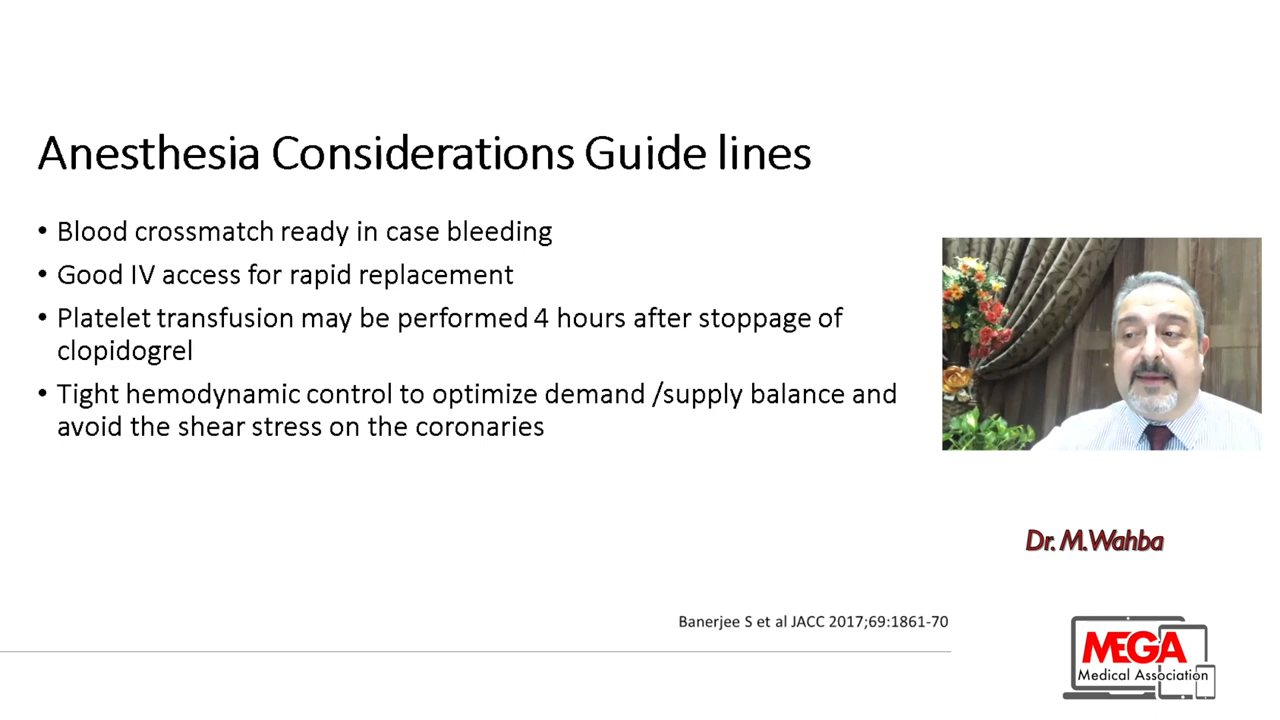 Anesthesia Considerations Guide lines
• Blood crossmatch ready in case bleeding
• Good IV access for rapid replacement
• Platelet transfusion may be performed 4 hours after stoppage of
clopidogrel
• Tight hemodynamic control to optimize demand /supply balance and
avoid the shear stress on the coronaries
Dr. M.Wahba
Banerjee S et al JACC 2017;69:1861-70
MEGA
Medical Association